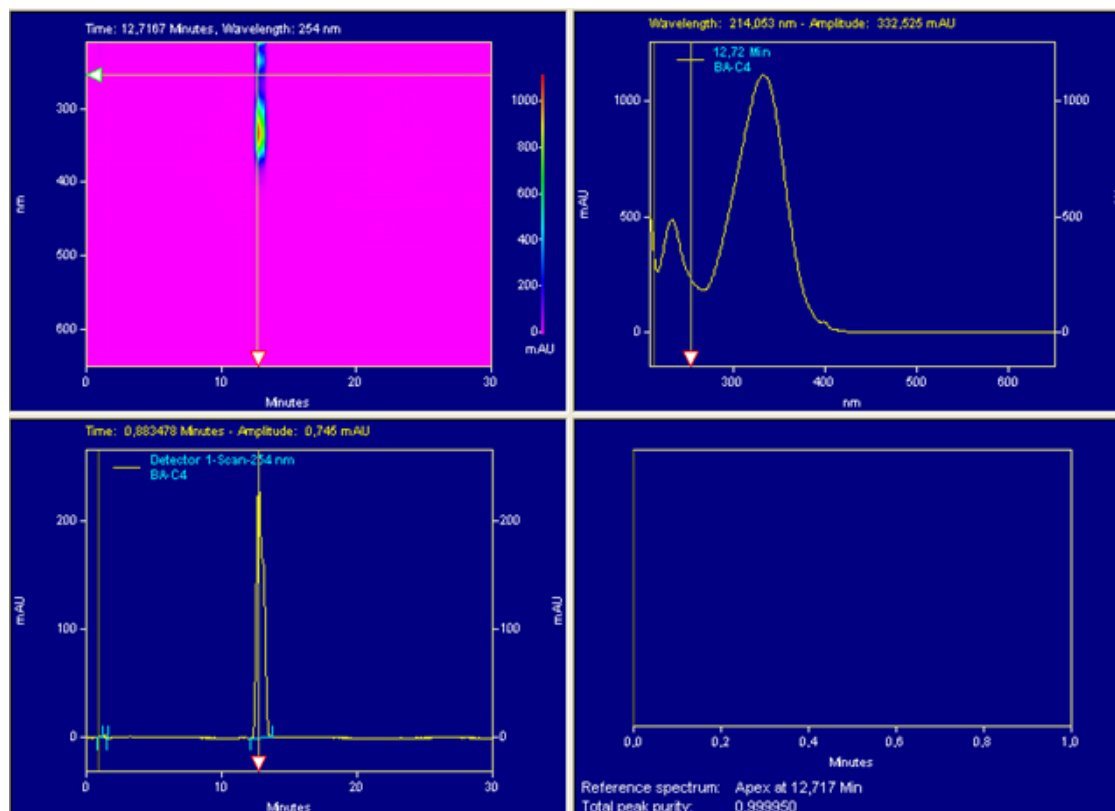 Time: 12,7167 Minutes, Wavelength: 254 nm
300
400
500
600
nm
0
10
20
30
Minutes
1000
800
600
400
200
0
mAU
Wavelength: 214,053 nm - Amplitude: 332,525 mAU
12,72 Min
BA-C4
1000
500
0
mAU
1000
500
0
300
400
500
600
nm
Time: 0,883478 Minutes - Amplitude: 0,745 mAU
Detector 1-Scan-254 nm
BA-C4
200
100
0
mAU
200
100
0
mAU
0
10
20
30
Minutes
0,0
0,2
0,4
0,6
0,8
1,0
Minutes
Reference spectrum: Apex at 12,717 Min
Total peak purity: 0,999950